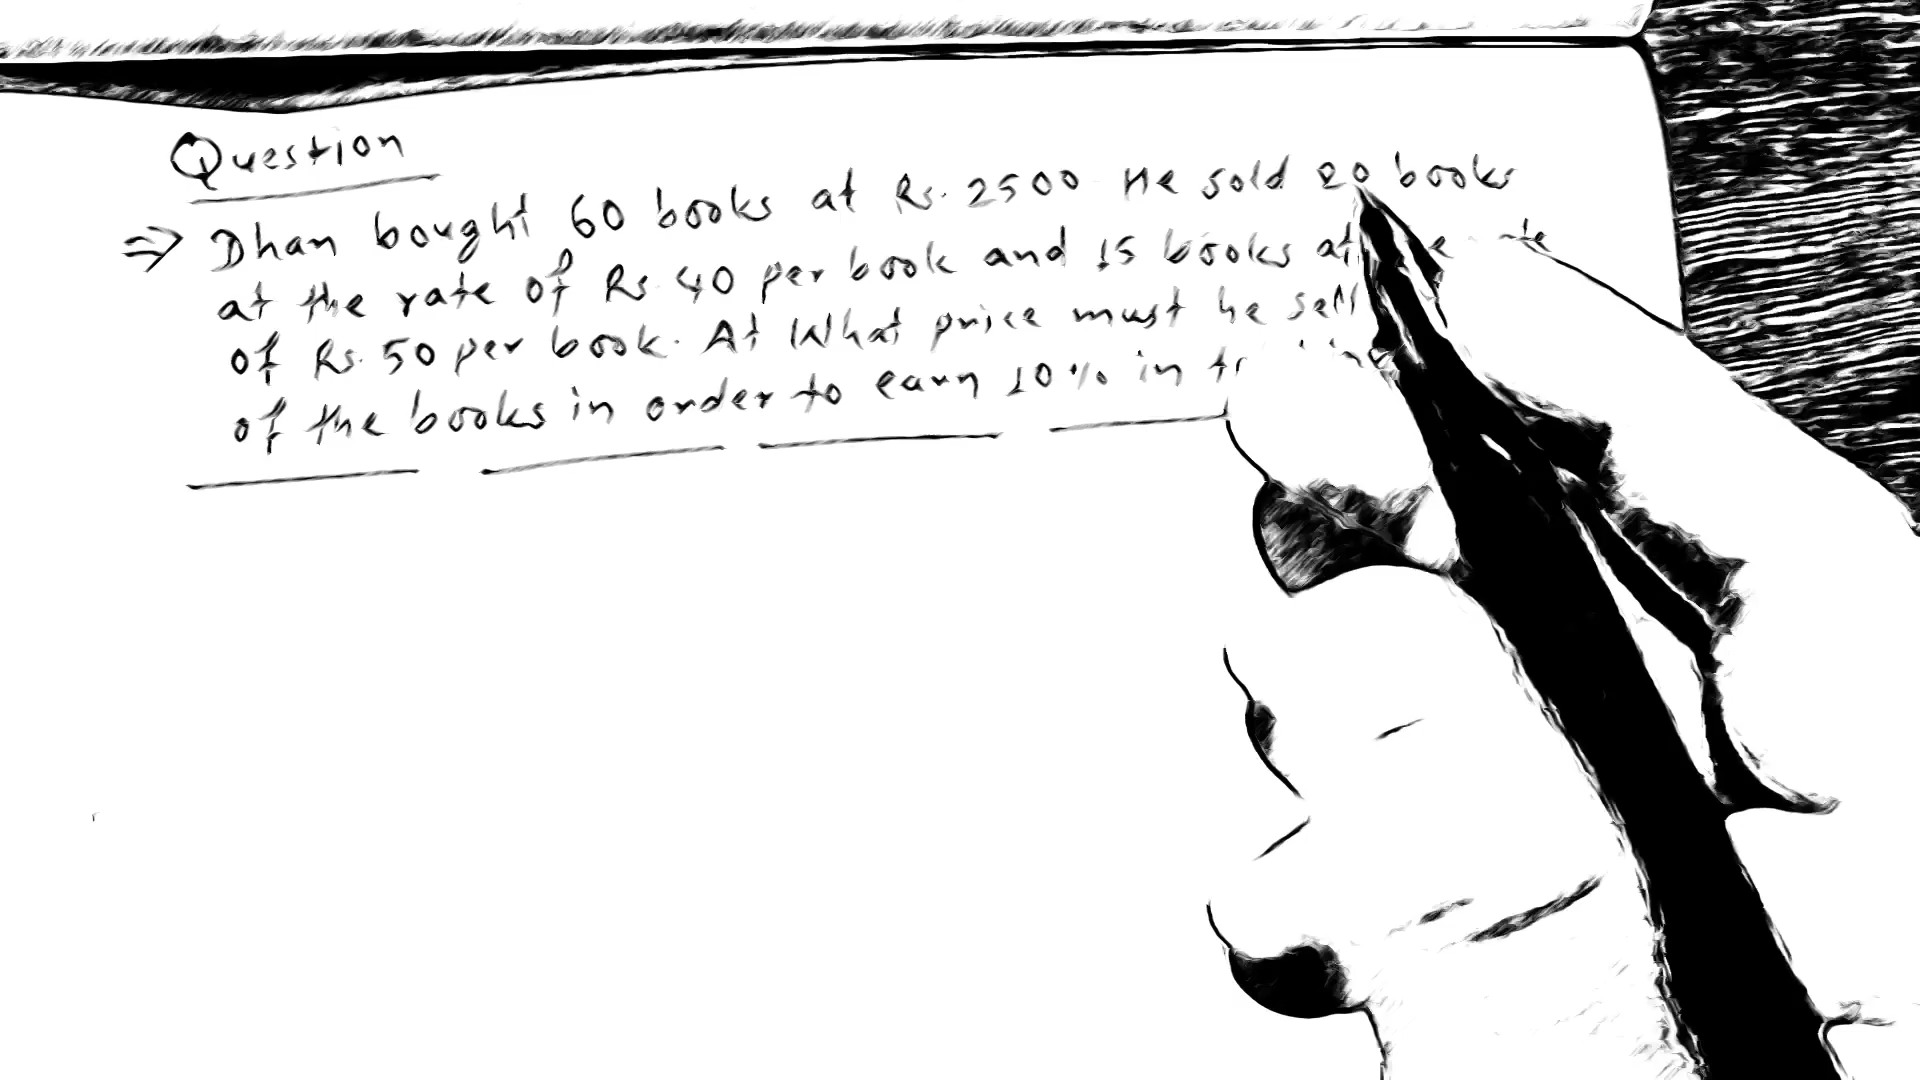 Question
⇒ Dhan bought 60 books at Rs. 2500 He sold 20 books
at the rate of Rs. 40 per book and 15 books at
of Rs. 50 per book. At What price must he sell
of the books in order to earn 10% in